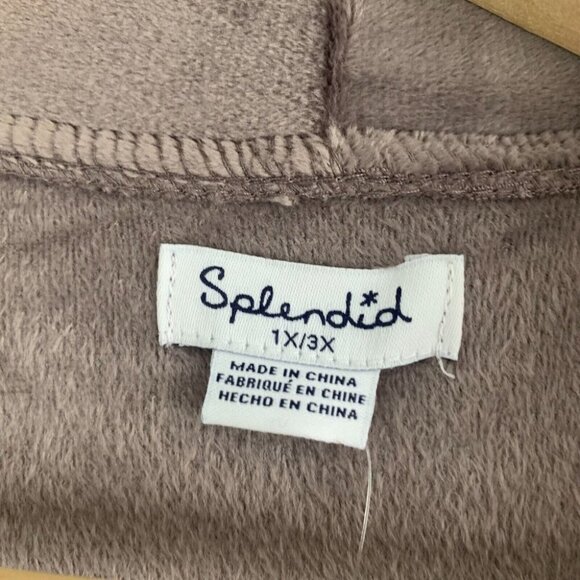 Splendid
1X/3X
MADE IN CHINA
FABRIQUÉ EN CHINE
HECHO EN CHINA